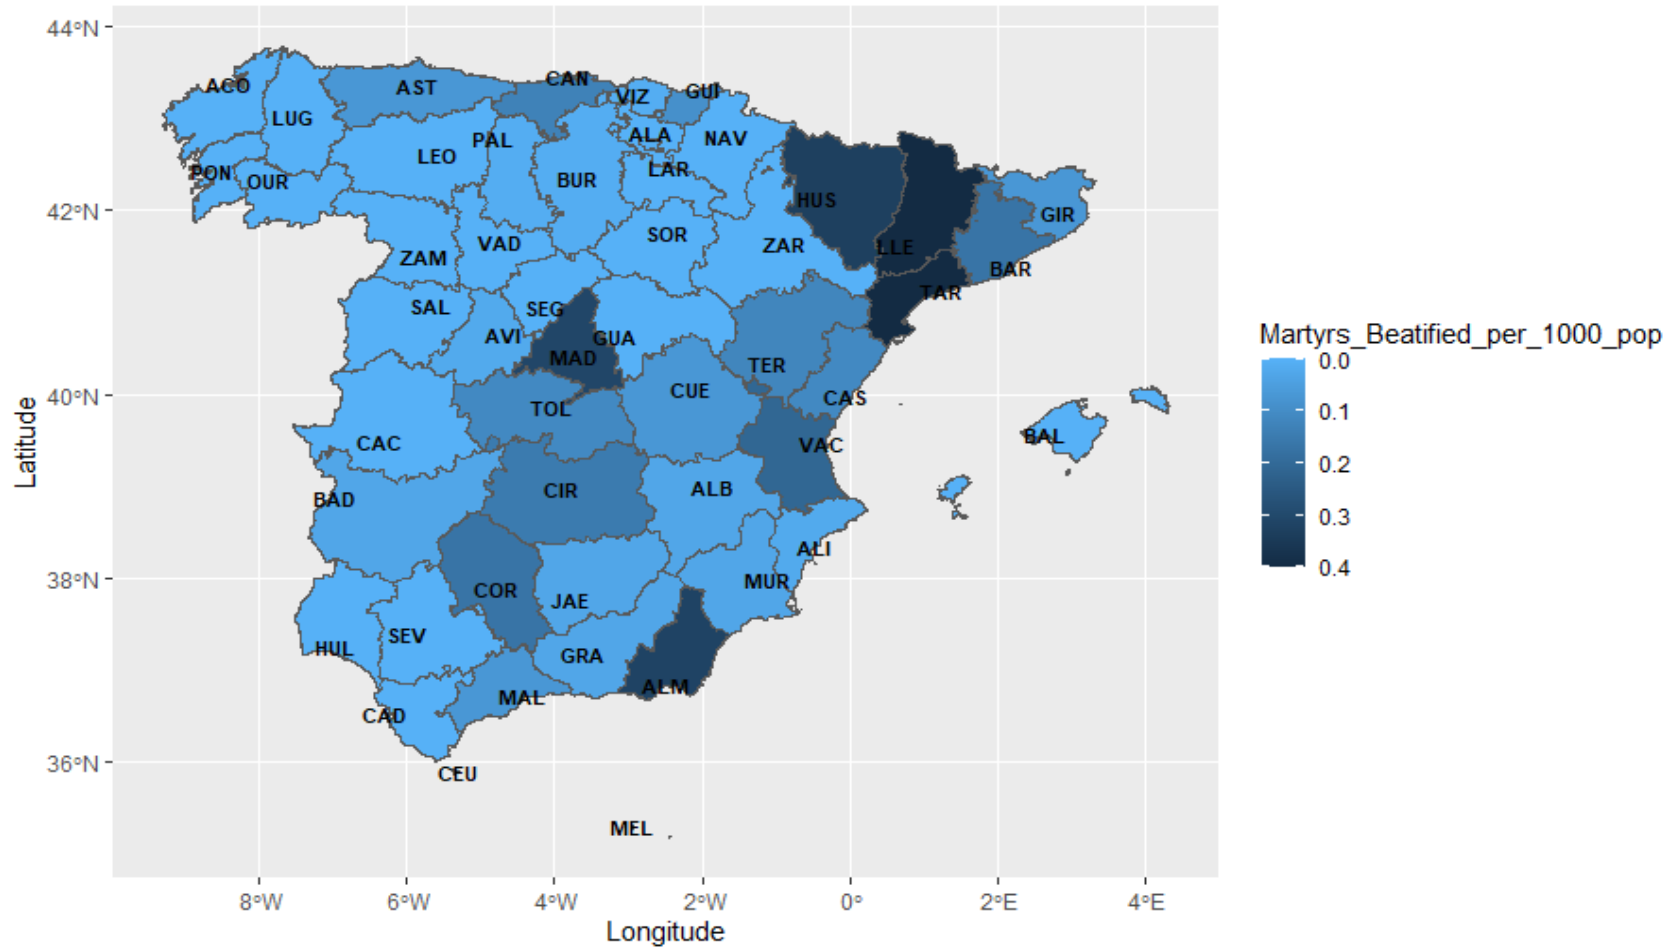 44°N
42°N
40°N
38°N
36°N
Latitude
ACO
LUG
AST
CAN
VIZ
GUI
PON
OUR
LEO
PAL
BUR
ALA
LAR
NAV
HUS
LLE
GIR
BAR
TAR
ZAM
VAD
SOR
ZAR
SAL
AVI
SEG
MAD
GUA
TER
CAS
CAC
TOL
CUE
VAC
BAL
BAD
CIR
ALB
ALI
MUR
COR
JAE
HUL
SEV
GRA
ALM
CAD
MAL
CEU
MEL
8°W
6°W
4°W
2°W
0°
2°E
4°E
Longitude
Martyrs_Beatified_per_1000_pop
0.0
0.1
0.2
0.3
0.4